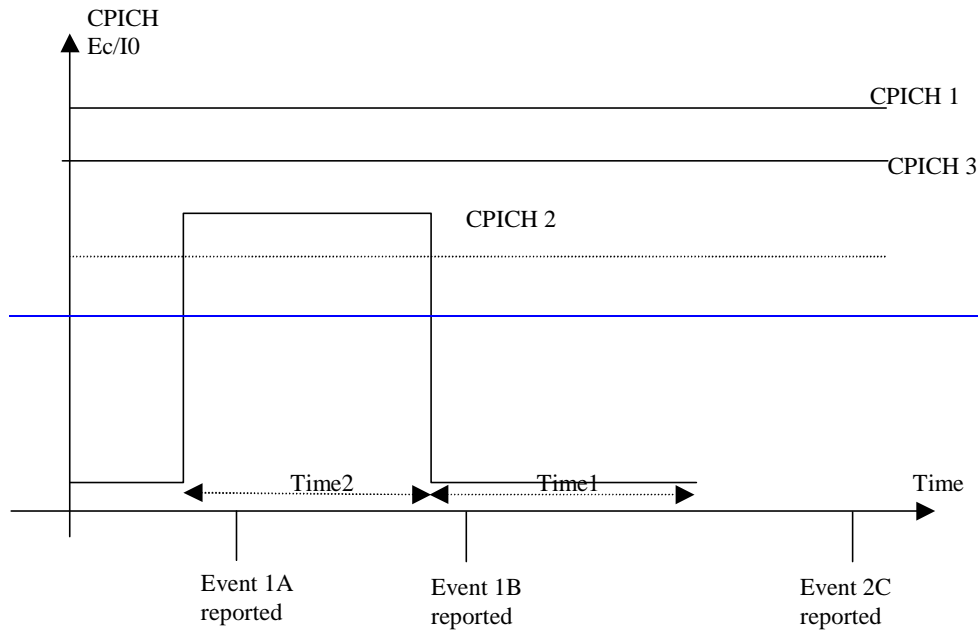 CPICH
Ec/I0
CPICH 1
CPICH 3
CPICH 2
Time2
Time1
Time
Event 1A
reported
Event 1B
reported
Event 2C
reported